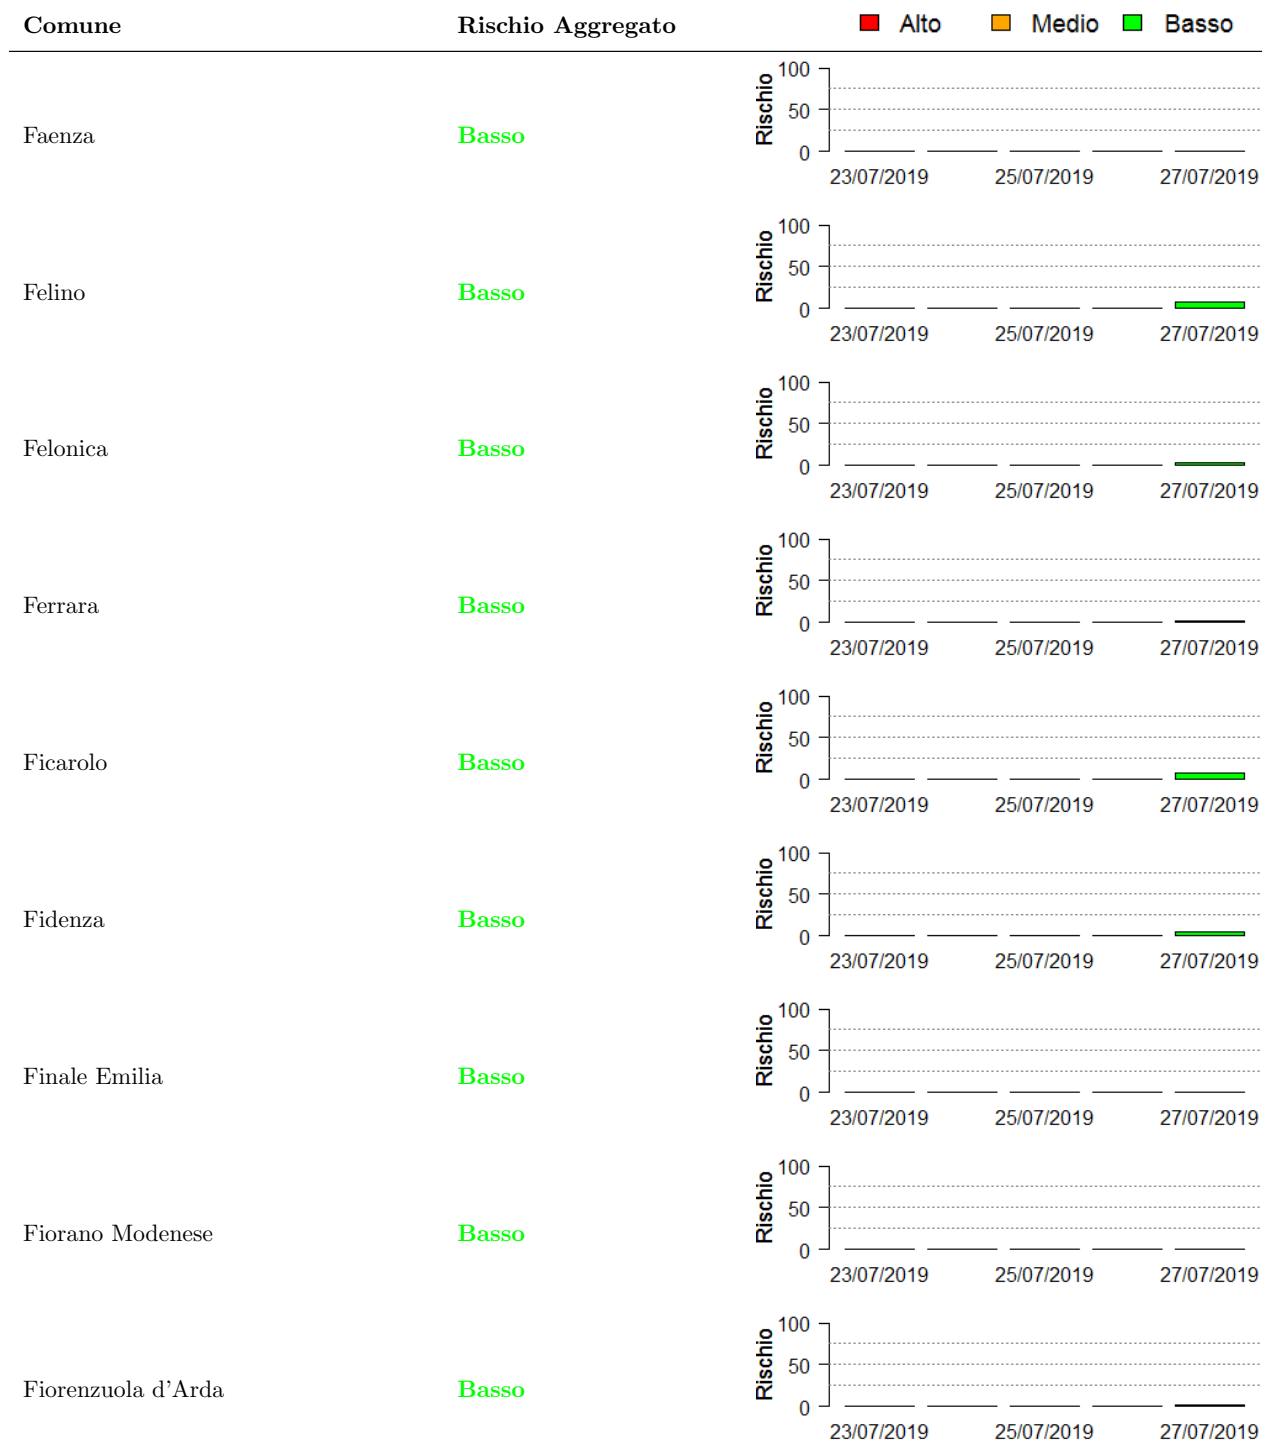 Comune Rischio Aggregato Alto Medio Basso
Faenza Basso
Rischio
100
50
0
23/07/2019 25/07/2019 27/07/2019
Felino Basso
Rischio
100
50
0
23/07/2019 25/07/2019 27/07/2019
Felonica Basso
Rischio
100
50
0
23/07/2019 25/07/2019 27/07/2019
Ferrara Basso
Rischio
100
50
0
23/07/2019 25/07/2019 27/07/2019
Ficarolo Basso
Rischio
100
50
0
23/07/2019 25/07/2019 27/07/2019
Fidenza Basso
Rischio
100
50
0
23/07/2019 25/07/2019 27/07/2019
Finale Emilia Basso
Rischio
100
50
0
23/07/2019 25/07/2019 27/07/2019
Fiorano Modenese Basso
Rischio
100
50
0
23/07/2019 25/07/2019 27/07/2019
Fiorenzuola d'Arda Basso
Rischio
100
50
0
23/07/2019 25/07/2019 27/07/2019